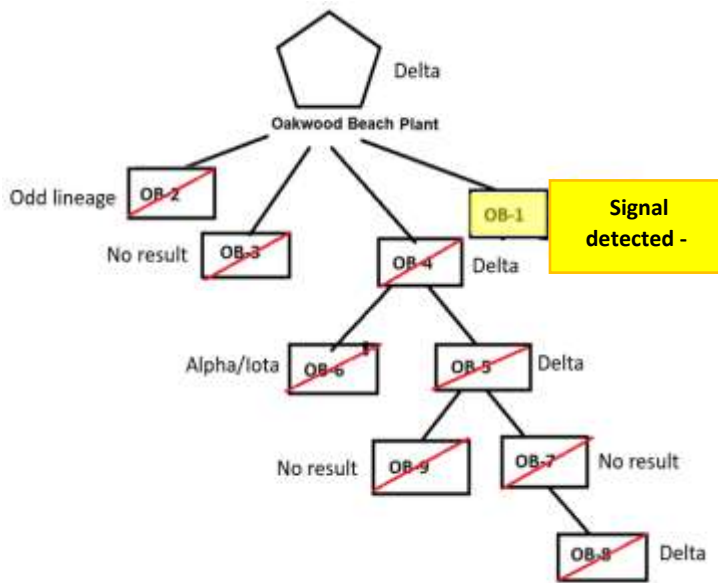 Delta
Oakwood Beach Plant
Odd lineage
OB-2
OB-1
Signal
detected -
No result
OB-3
OB-4
Delta
Alpha/Iota
OB-6
OB-5
Delta
No result
OB-9
OB-7
No result
OB-8
Delta